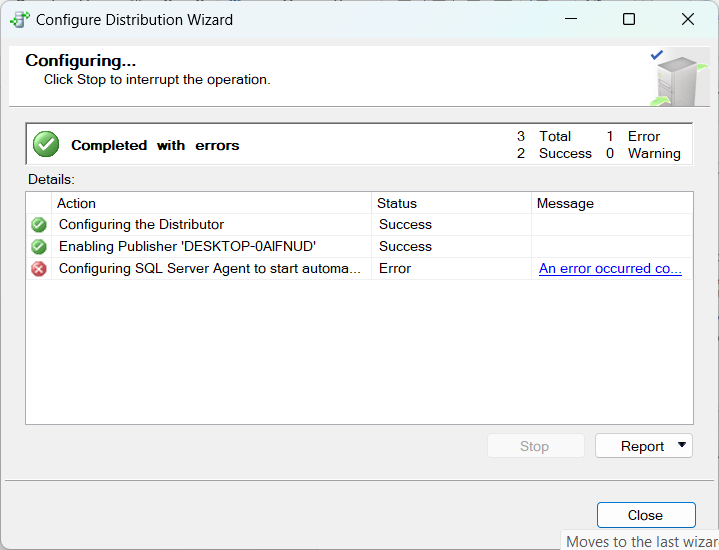 Configure Distribution Wizard
Configuring...
Click Stop to interrupt the operation.
Completed with errors
3 Total 1 Error
2 Success 0 Warning
Details:
Action Status Message
Configuring the Distributor Success
Enabling Publisher 'DESKTOP-0AIFNUD' Success
Configuring SQL Server Agent to start automa... Error An error occurred co...
Stop Report
Close
Moves to the last wizar